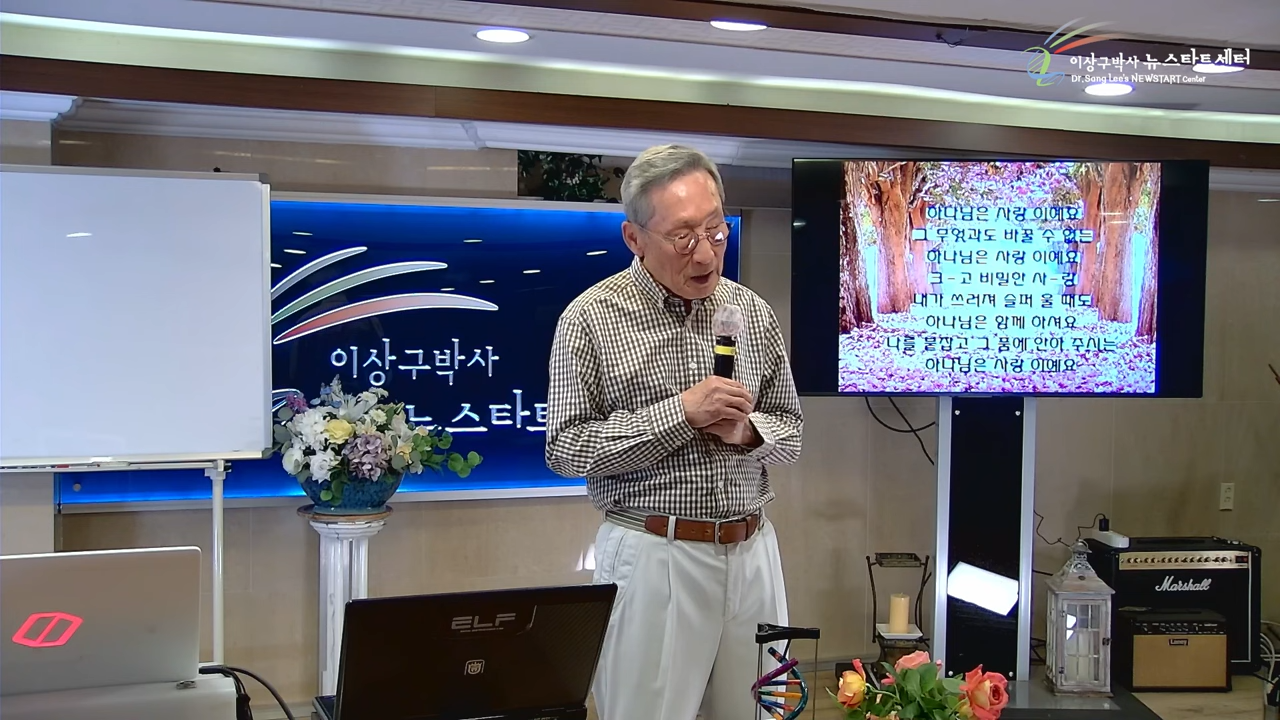 이상구박사 뉴스타트센터
Dr. Sang Lee's NEWSTART Center
하나님은 사랑 이예요
그 무엇과도 바꿀 수 없는
하나님은 사랑 이예요
크-고 비밀한 사-랑
내가 쓰러져 슬퍼 울 때도
하나님은 함께 하셔요
나를 붙잡고 그 품에 안아 주시는
하나님은 사랑 이예요
이상구박사
뉴스타트
ELF
Marshall
Laney